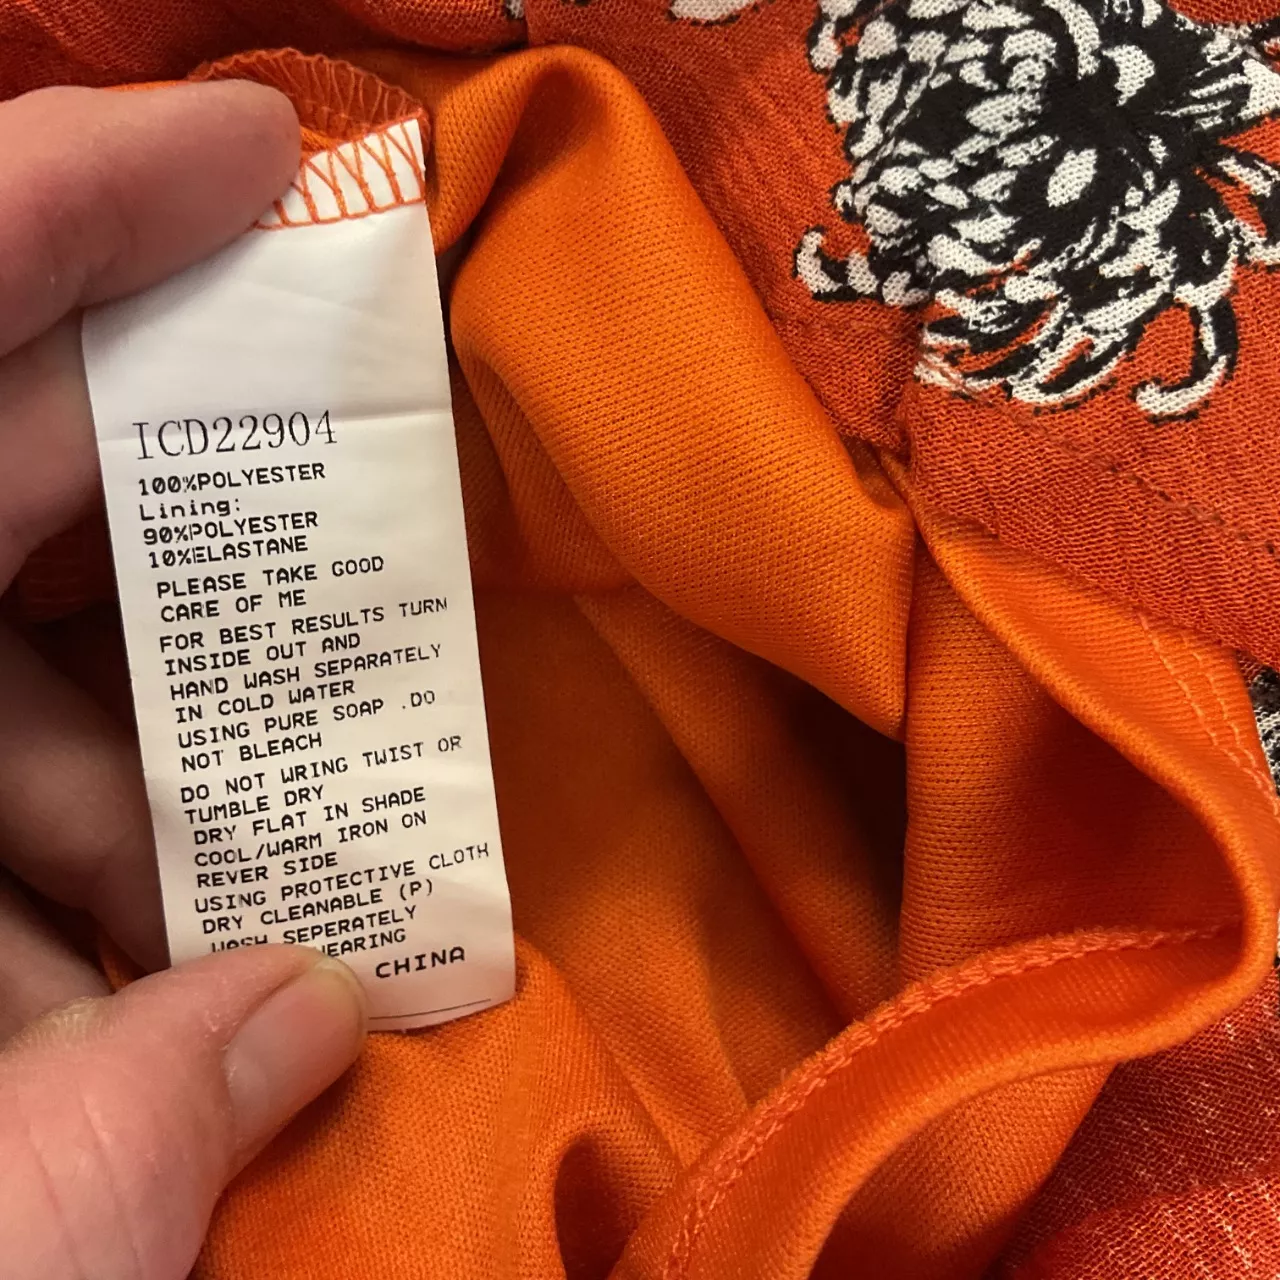 ICD22904
100%POLYESTER
Lining:
90%POLYESTER
10%ELASTANE
PLEASE TAKE GOOD
CARE OF ME
FOR BEST RESULTS TURN
INSIDE OUT AND
HAND WASH SEPARATELY
IN COLD WATER
USING PURE SOAP .DO
NOT BLEACH
DO NOT WRING TWIST OR
TUMBLE DRY
DRY FLAT IN SHADE
COOL/WARM IRON ON
REVER SIDE
USING PROTECTIVE CLOTH
DRY CLEANABLE (P)
WASH SEPERATELY
CHINA